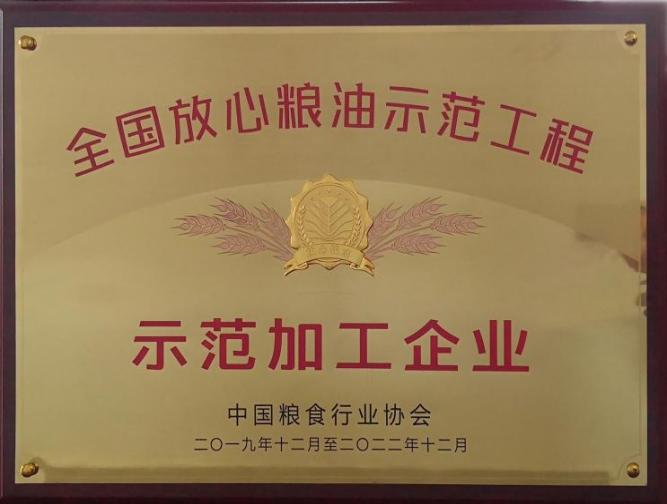 全国放心粮油示范工程
示范加工企业
中国粮食行业协会
二〇一九年十二月至二〇二二年十二月